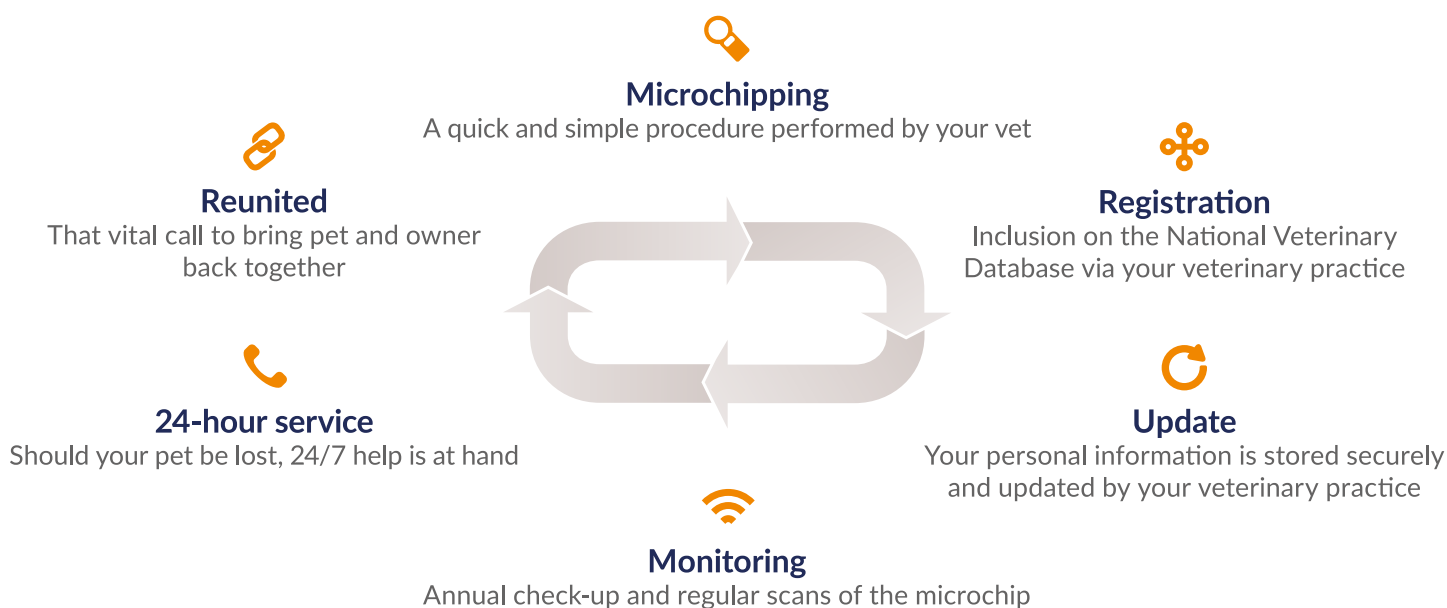 Microchipping
A quick and simple procedure performed by your vet
Registration
Inclusion on the National Veterinary
Database via your veterinary practice
Update
Your personal information is stored securely
and updated by your veterinary practice
Monitoring
Annual check-up and regular scans of the microchip
24-hour service
Should your pet be lost, 24/7 help is at hand
Reunited
That vital call to bring pet and owner
back together